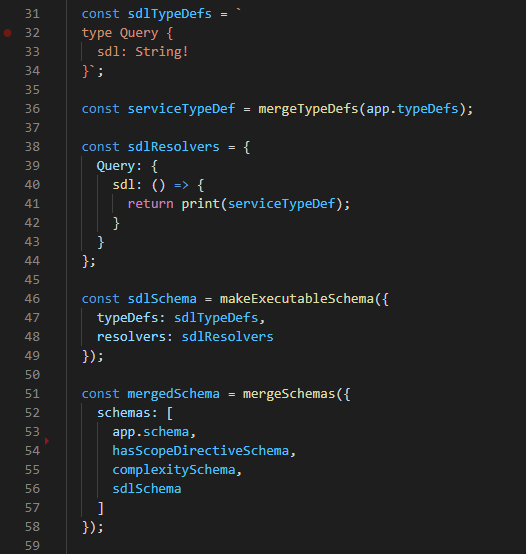 31 const sdlTypeDefs = `
32 type Query {
33   sdl: String!
34 }`;
35
36 const serviceTypeDef = mergeTypeDefs(app.typeDefs);
37
38 const sdlResolvers = {
39   Query: {
40     sdl: () => {
41       return print(serviceTypeDef);
42     }
43   }
44 };
45
46 const sdlSchema = makeExecutableSchema({
47   typeDefs: sdlTypeDefs,
48   resolvers: sdlResolvers
49 });
50
51 const mergedSchema = mergeSchemas({
52   schemas: [
53     app.schema,
54     hasScopeDirectiveSchema,
55     complexitySchema,
56     sdlSchema
57   ]
58 });
59